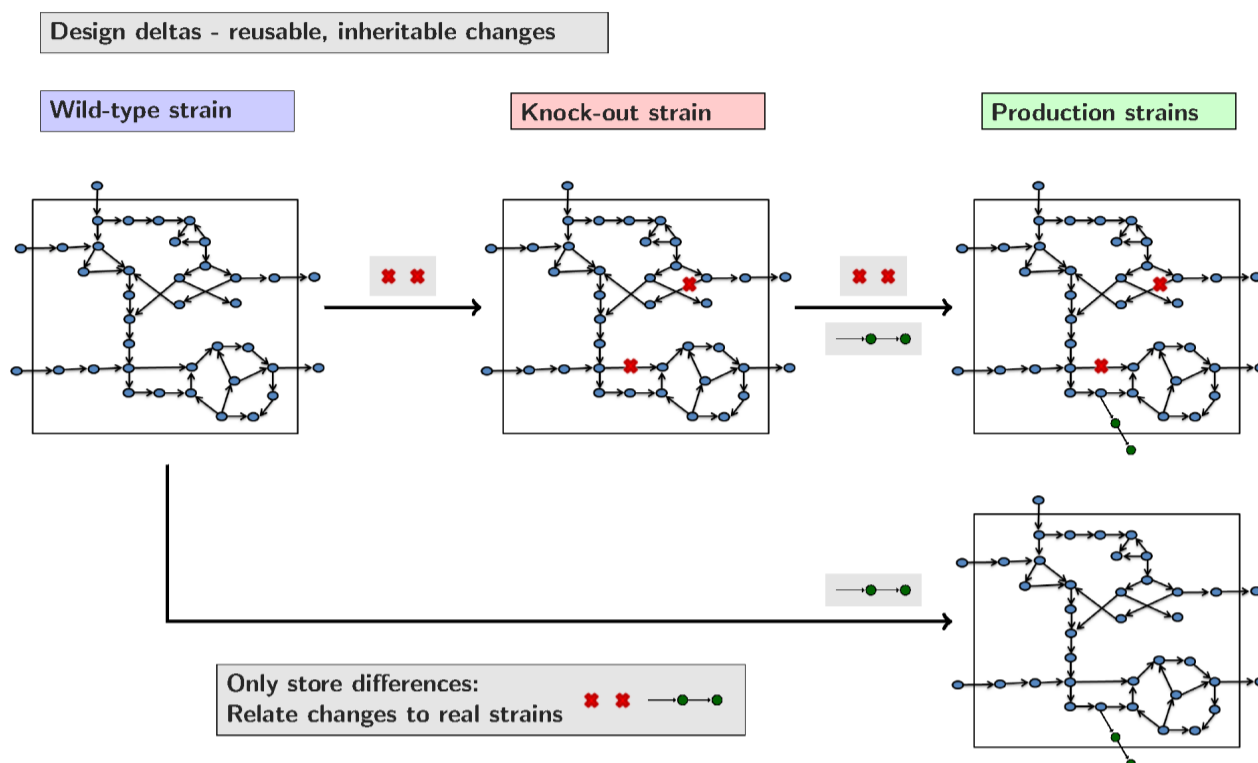 Design deltas - reusable, inheritable changes
Wild-type strain
Knock-out strain
Production strains
Only store differences:
Relate changes to real strains